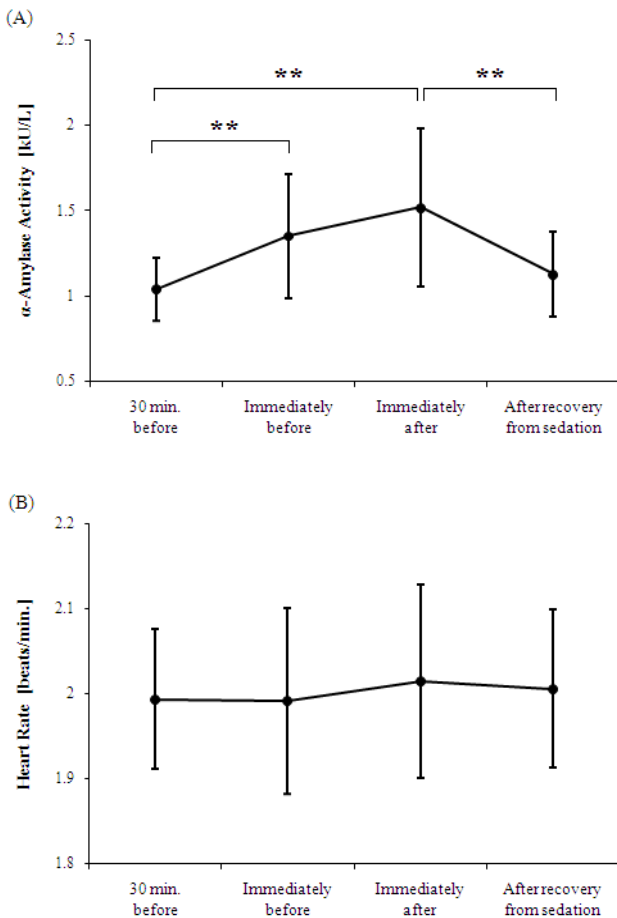 (A)
α-Amylase Activity [kU/L]
2.5
2
1.5
1
0.5
**
**
**
30 min. before
Immediately before
Immediately after
After recovery from sedation
(B)
Heart Rate [beats/min.]
2.2
2.1
2
1.9
1.8
30 min. before
Immediately before
Immediately after
After recovery from sedation